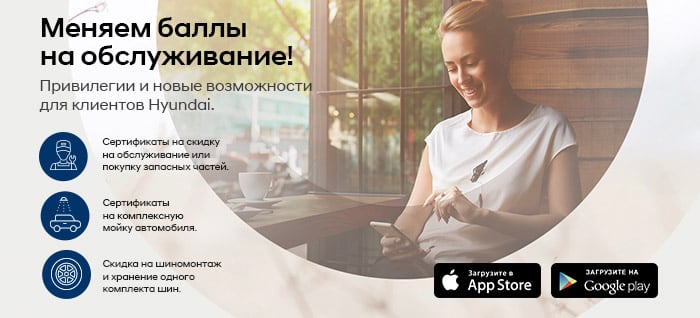 Меняем баллы
на обслуживание!
Привилегии и новые возможности
для клиентов Hyundai.
Сертификаты на скидку
на обслуживание или
покупку запасных частей.
Сертификаты
на комплексную
мойку автомобиля.
Скидка на шиномонтаж
и хранение одного
комплекта шин.
Загрузите в
App Store
ЗАГРУЗИТЕ НА
Google play